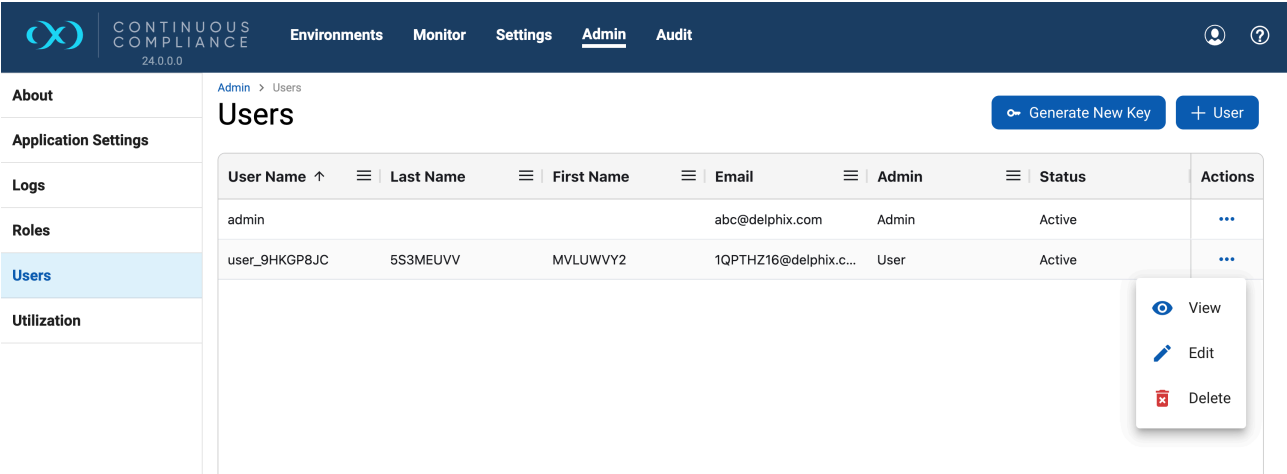 CONTINUOUS
COMPLIANCE
24.0.0.0
Environments Monitor Settings Admin Audit
About
Application Settings
Logs
Roles
Users
Utilization
Admin > Users
Users
Generate New Key
+ User
User Name ↑ Last Name First Name Email Admin Status Actions
admin abc@delphix.com Admin Active
user_9HKGP8JC 5S3MEUVV MVLUWVY2 1QPTHZ16@delphix.c... User Active
View
Edit
Delete